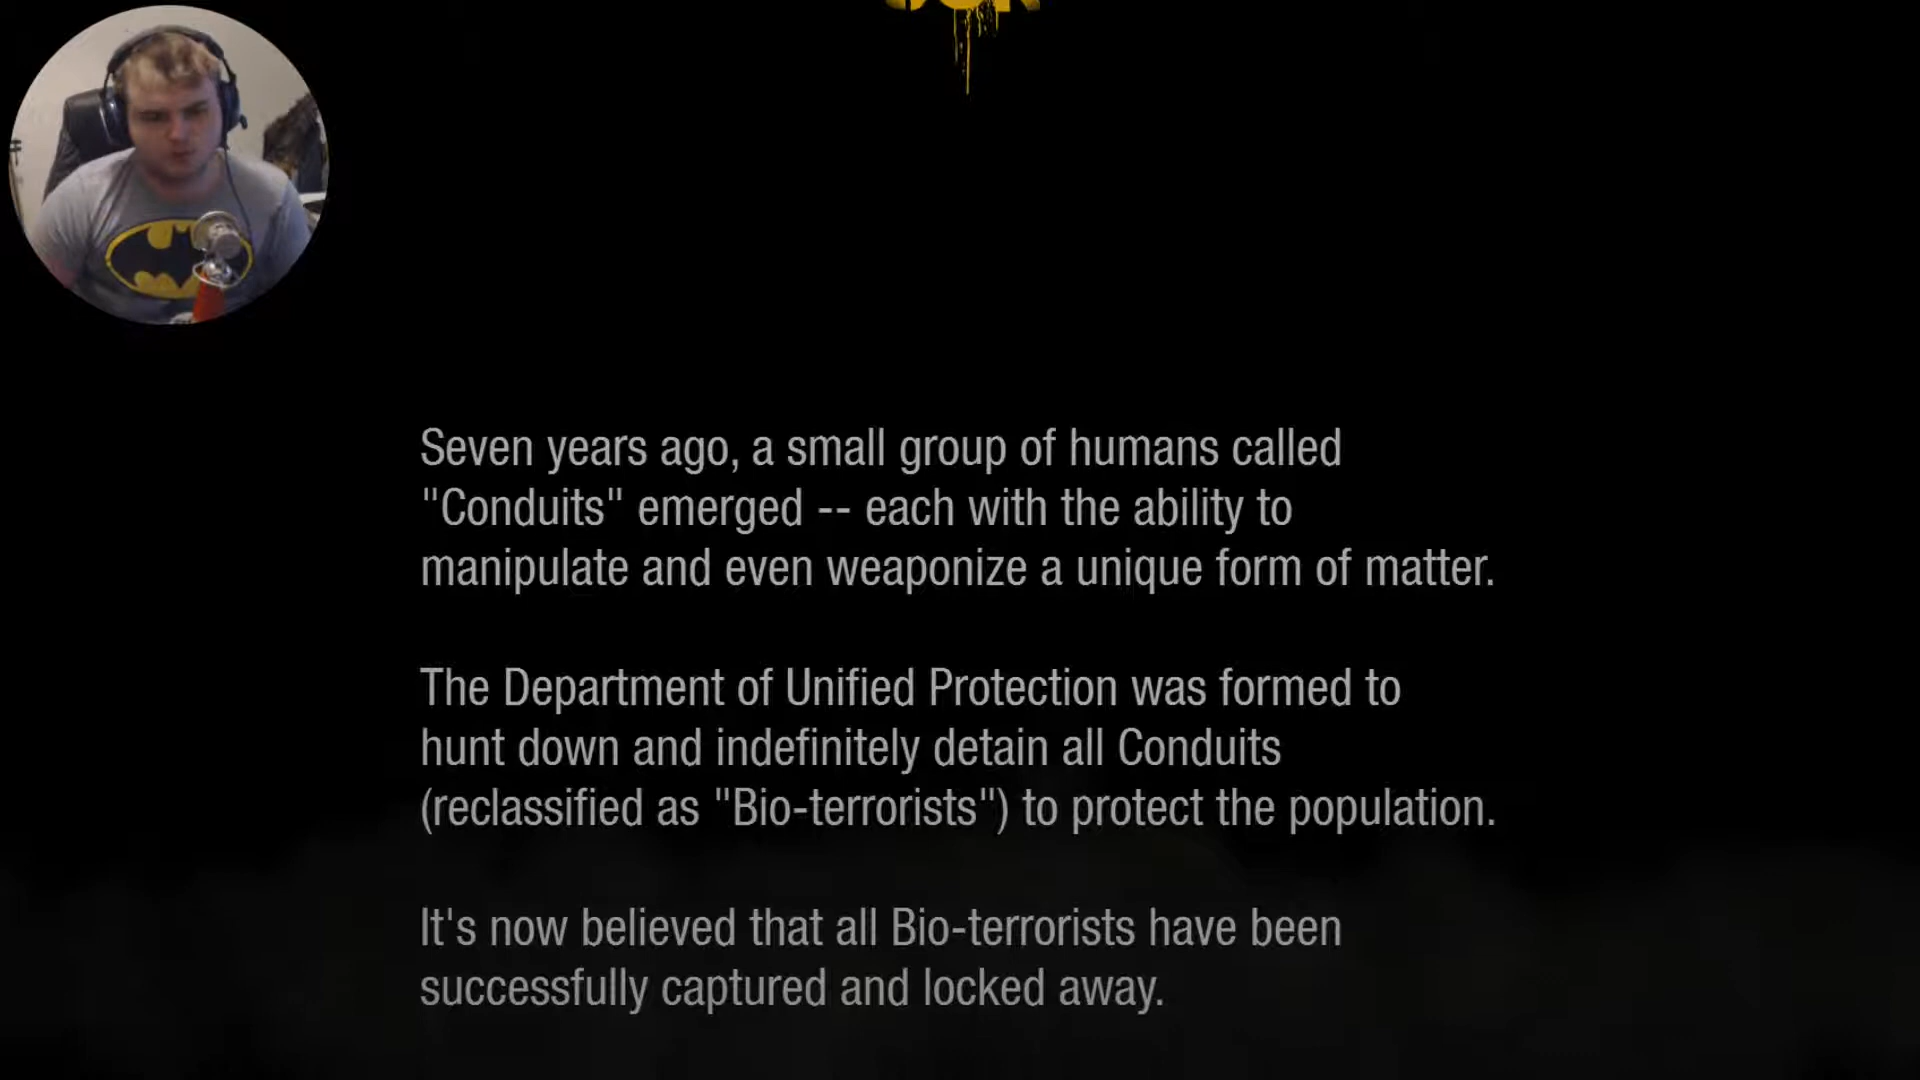 Seven years ago, a small group of humans called
"Conduits" emerged -- each with the ability to
manipulate and even weaponize a unique form of matter.
The Department of Unified Protection was formed to
hunt down and indefinitely detain all Conduits
(reclassified as "Bio-terrorists") to protect the population.
It's now believed that all Bio-terrorists have been
successfully captured and locked away.